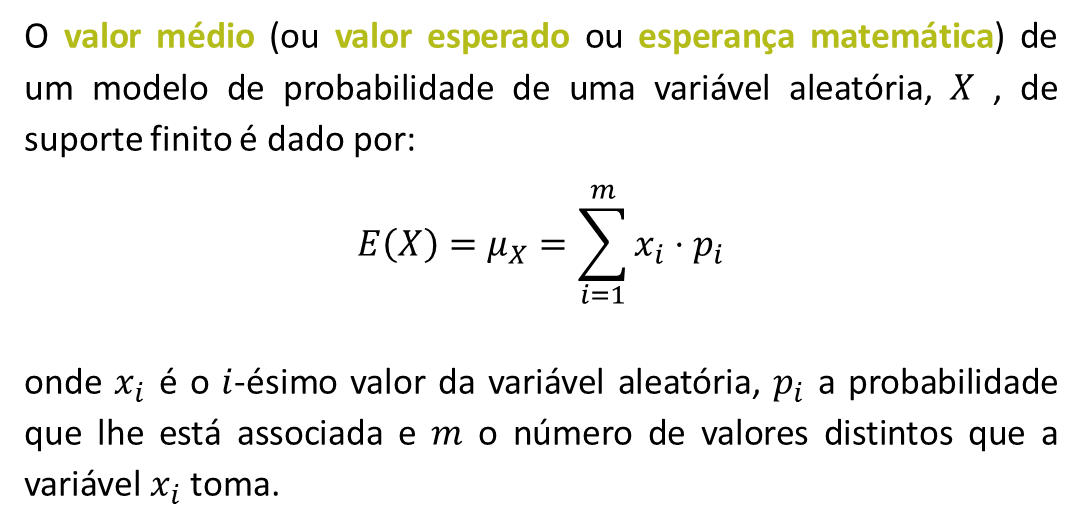 O valor médio (ou valor esperado ou esperança matemática) de
um modelo de probabilidade de uma variável aleatória, X , de
suporte finito é dado por:
E(X) = μ_X = \sum_{i=1}^{m} x_i · p_i
onde x_i é o i-ésimo valor da variável aleatória, p_i a probabilidade
que lhe está associada e m o número de valores distintos que a
variável x_i toma.